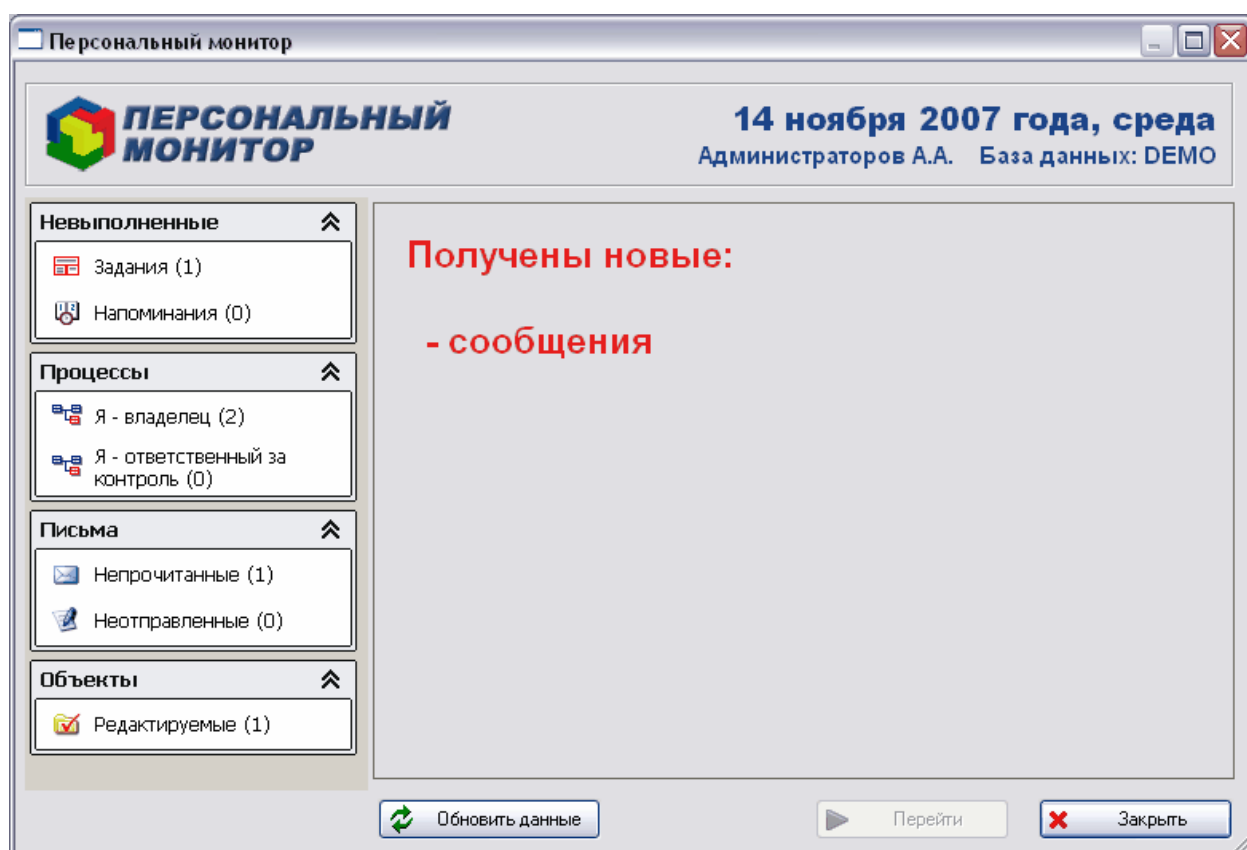 Персональный монитор
ПЕРСОНАЛЬНЫЙ
МОНИТОР
14 ноября 2007 года, среда
Администраторов А.А. База данных: DEMO
Невыполненные
Задания (1)
Напоминания (0)
Процессы
Я - владелец (2)
Я - ответственный за
контроль (0)
Письма
Непрочитанные (1)
Неотправленные (0)
Объекты
Редактируемые (1)
Получены новые:
- сообщения
Обновить данные
Перейти
Закрыть